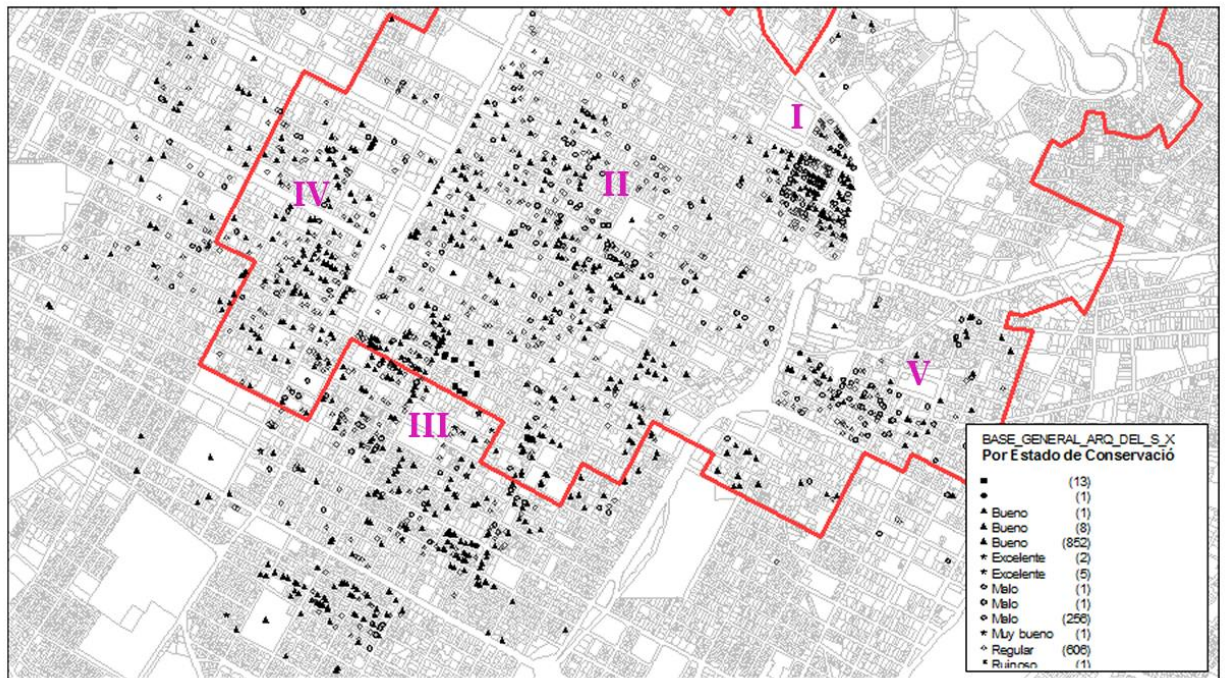 I
II
IV
V
III
BASE_GENERAL_ARQ_DEL_S_X
Por Estado de Conservació
(13)
(1)
Bueno (1)
Bueno (8)
Bueno (852)
Excelente (2)
Excelente (5)
Malo (1)
Malo (1)
Malo (256)
Muy bueno (1)
Regular (606)
Ruinoso (1)